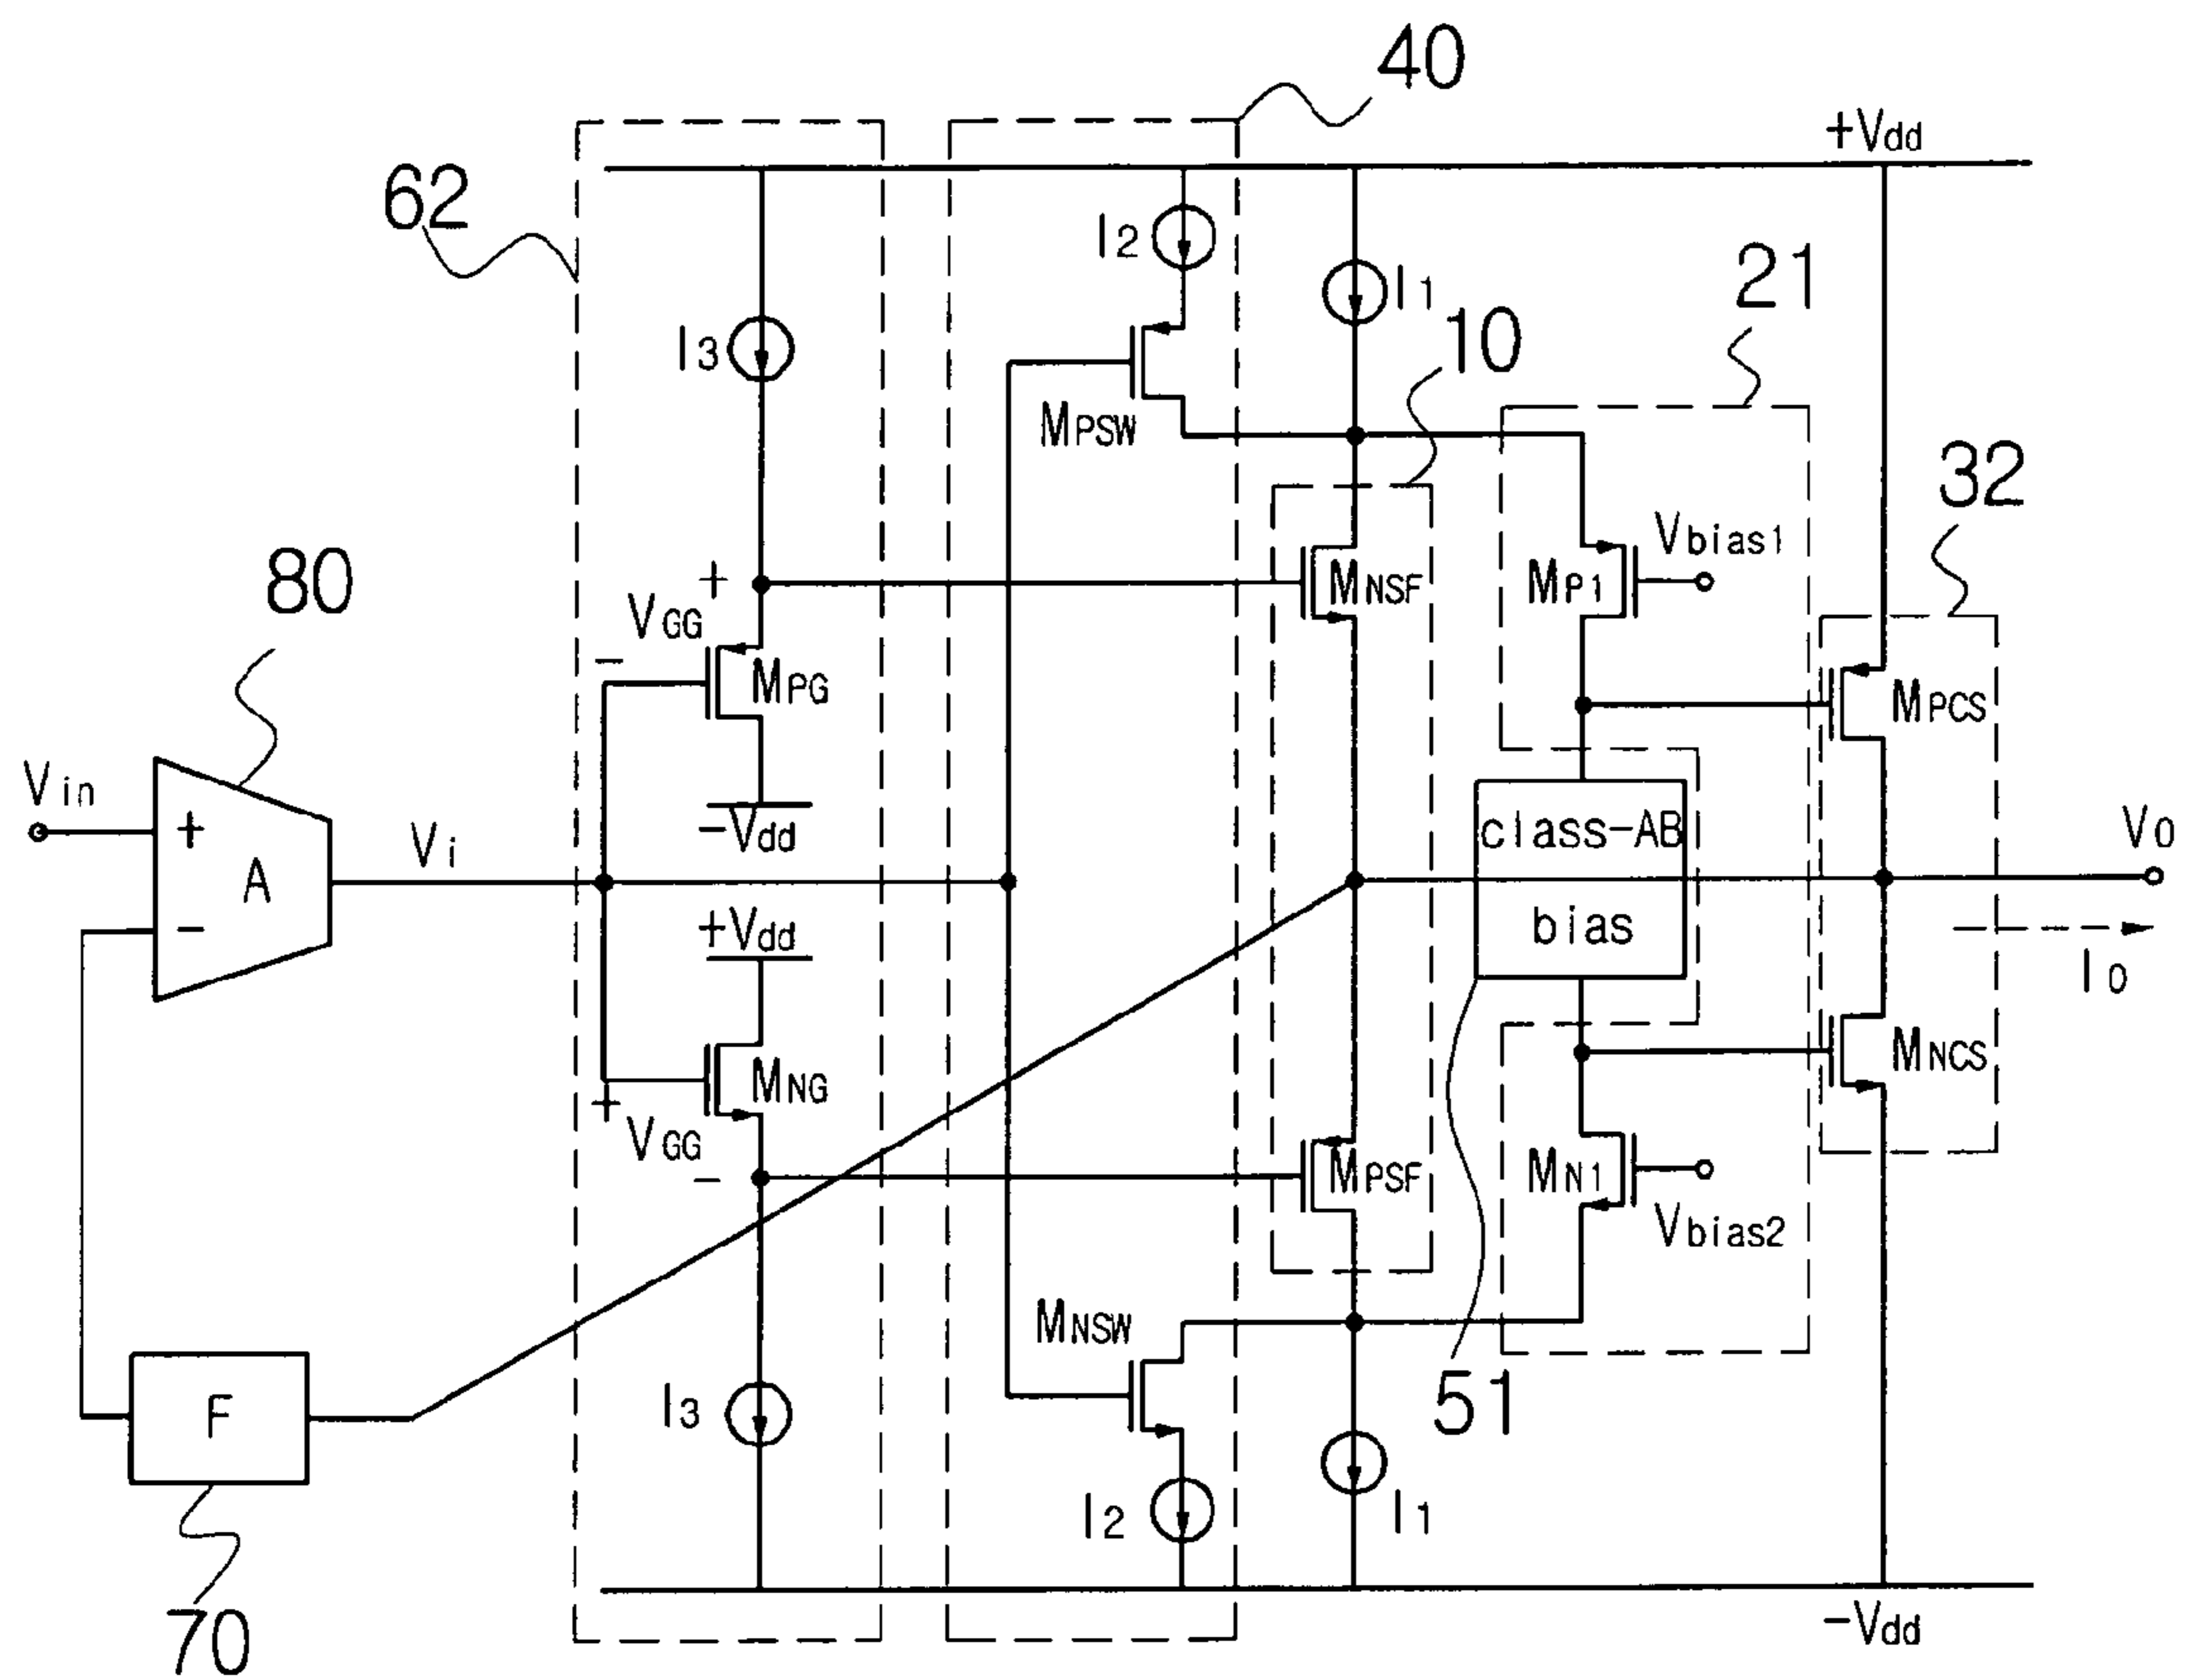 40
+Vdd
62
I2
21
I1
10
I3
MPSW
32
Vbias1
+
MNSF
MP1
80
VGG
-
MPG
MPCS
Vin
+
-Vdd
class-AB
Vo
A
Vi
-
+Vdd
bias
Io
MNCS
MNG
+
VGG
-
MPSF
MN1
Vbias2
MNSW
I3
51
F
I2
I1
-Vdd
70